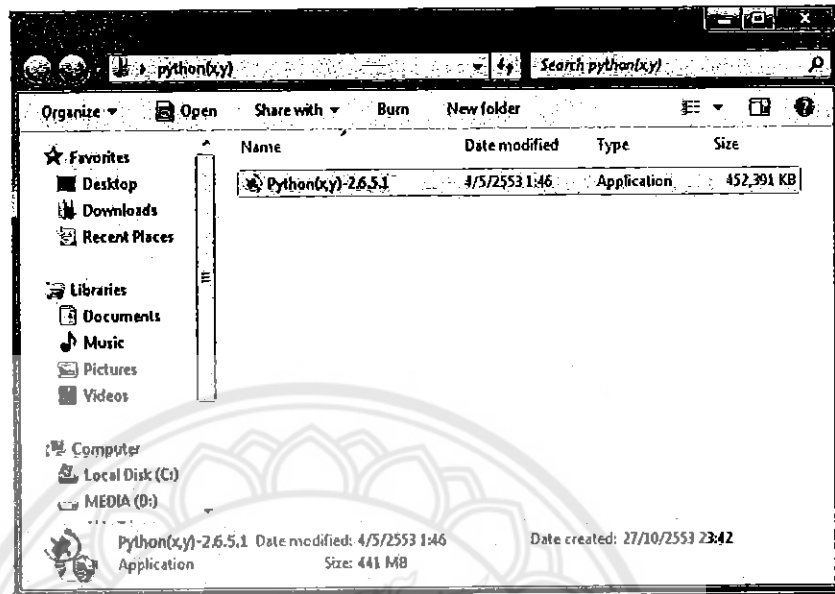 python(x,y)
Search python(x,y)
Organize Open Share with Burn New folder
Name Date modified Type Size
Python(x,y)-2.6.5.1 4/5/2553 1:46 Application 452,391 KB
Favorites
Desktop
Downloads
Recent Places
Libraries
Documents
Music
Pictures
Videos
Computer
Local Disk (C:)
MEDIA (D:)
Python(x,y)-2.6.5.1 Date modified: 4/5/2553 1:46 Date created: 27/10/2553 23:42
Application Size: 441 MB